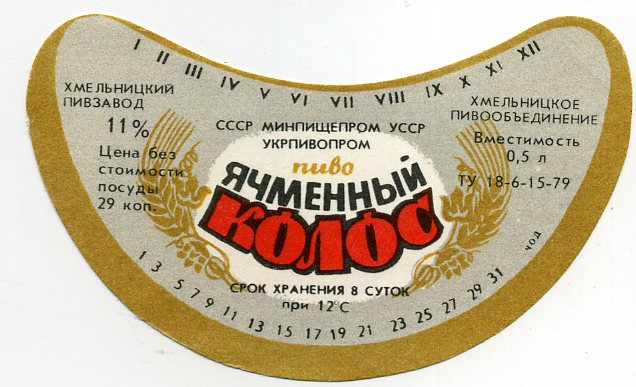 I II III IV V VI VII VIII IX X XI XII
ХМЕЛЬНИЦКИЙ
ПИВЗАВОД
11%
Цена без
стоимости
посуды
29 коп.
СССР МИНПИЩЕПРОМ УССР
УКРПИВОПРОМ
пиво
ЯЧМЕННЫЙ
КОЛОС
СРОК ХРАНЕНИЯ 8 СУТОК
при 12°С
ХМЕЛЬНИЦКОЕ
ПИВООБЪЕДИНЕНИЕ
Вместимость
0,5 л
ТУ 18-6-15-79
1 3 5 7 9 11 13 15 17 19 21 23 25 27 29 31